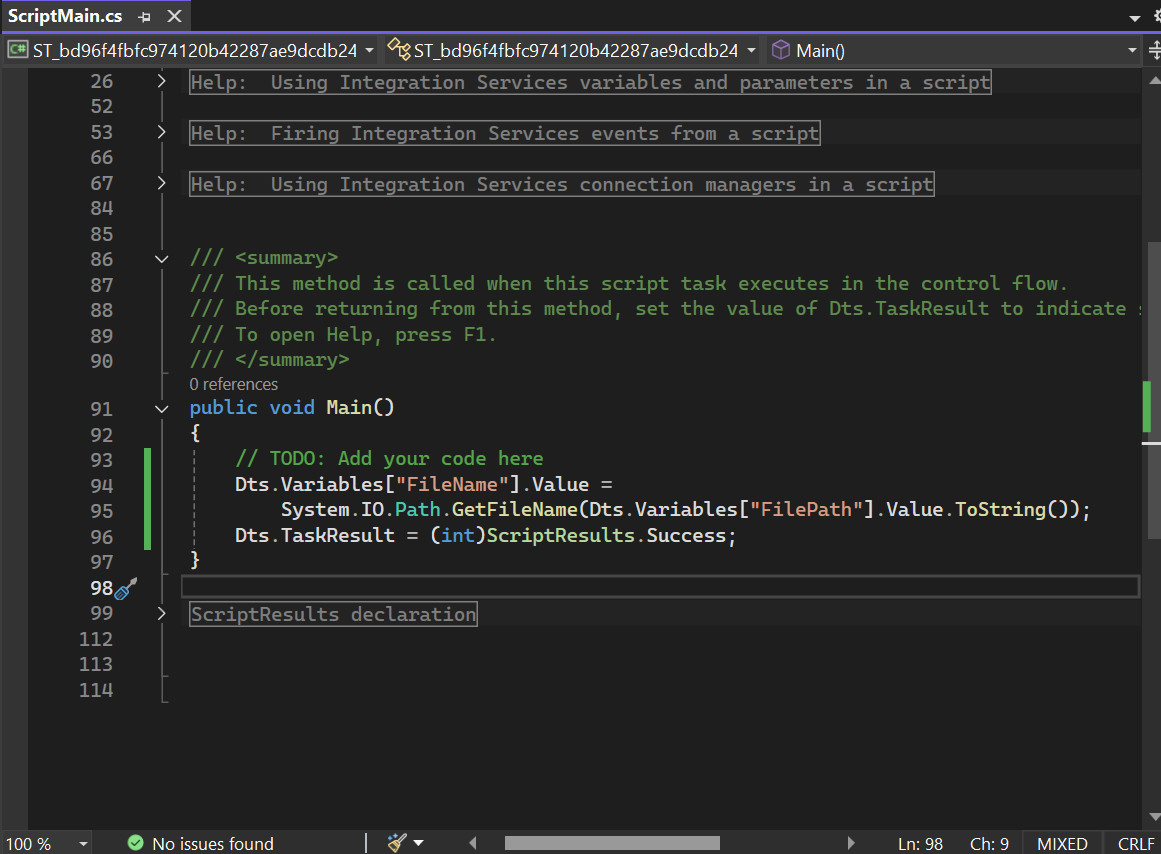 ScriptMain.cs
ST_bd96f4fbfc974120b42287ae9dcdb24 ST_bd96f4fbfc974120b42287ae9dcdb24 Main()
26 Help:  Using Integration Services variables and parameters in a script
52
53 Help:  Firing Integration Services events from a script
66
67 Help:  Using Integration Services connection managers in a script
84
85
86 /// <summary>
87 /// This method is called when this script task executes in the control flow.
88 /// Before returning from this method, set the value of Dts.TaskResult to indicate
89 /// To open Help, press F1.
90 /// </summary>
0 references
91 public void Main()
92 {
93 // TODO: Add your code here
94 Dts.Variables["FileName"].Value =
95 System.IO.Path.GetFileName(Dts.Variables["FilePath"].Value.ToString());
96 Dts.TaskResult = (int)ScriptResults.Success;
97 }
98
99 ScriptResults declaration
112
113
114
100 % No issues found Ln: 98 Ch: 9 MIXED CRLF